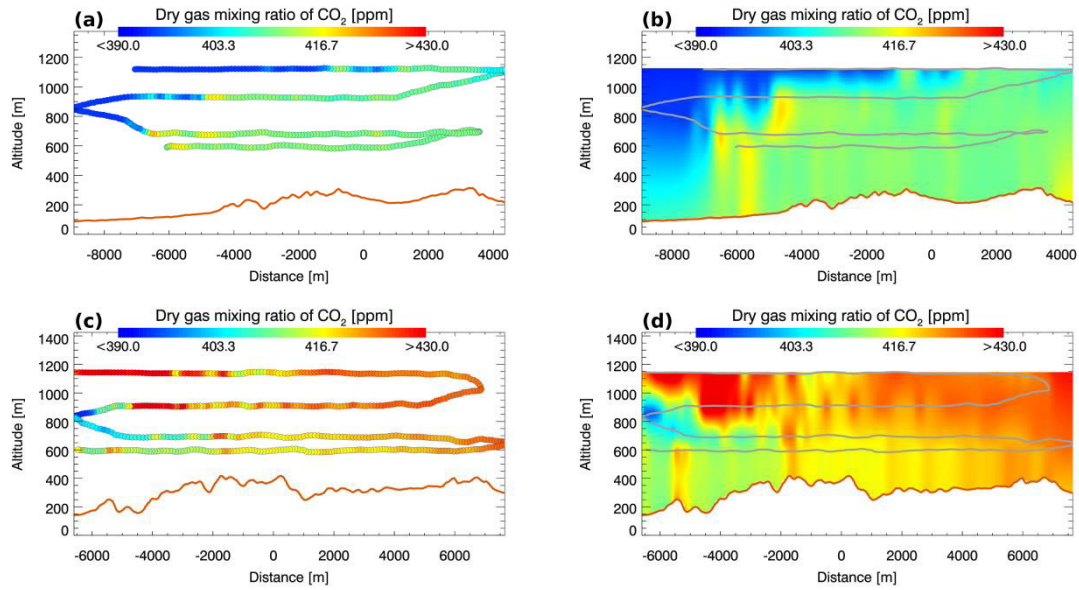 (a) Dry gas mixing ratio of CO₂ [ppm]
<390.0 403.3 416.7 >430.0
1200
1000
800
600
400
200
0
Altitude [m]
-8000 -6000 -4000 -2000 0 2000 4000
Distance [m]
(b) Dry gas mixing ratio of CO₂ [ppm]
<390.0 403.3 416.7 >430.0
1200
1000
800
600
400
200
0
Altitude [m]
-8000 -6000 -4000 -2000 0 2000 4000
Distance [m]
(c) Dry gas mixing ratio of CO₂ [ppm]
<390.0 403.3 416.7 >430.0
1400
1200
1000
800
600
400
200
0
Altitude [m]
-6000 -4000 -2000 0 2000 4000 6000
Distance [m]
(d) Dry gas mixing ratio of CO₂ [ppm]
<390.0 403.3 416.7 >430.0
1400
1200
1000
800
600
400
200
0
Altitude [m]
-6000 -4000 -2000 0 2000 4000 6000
Distance [m]